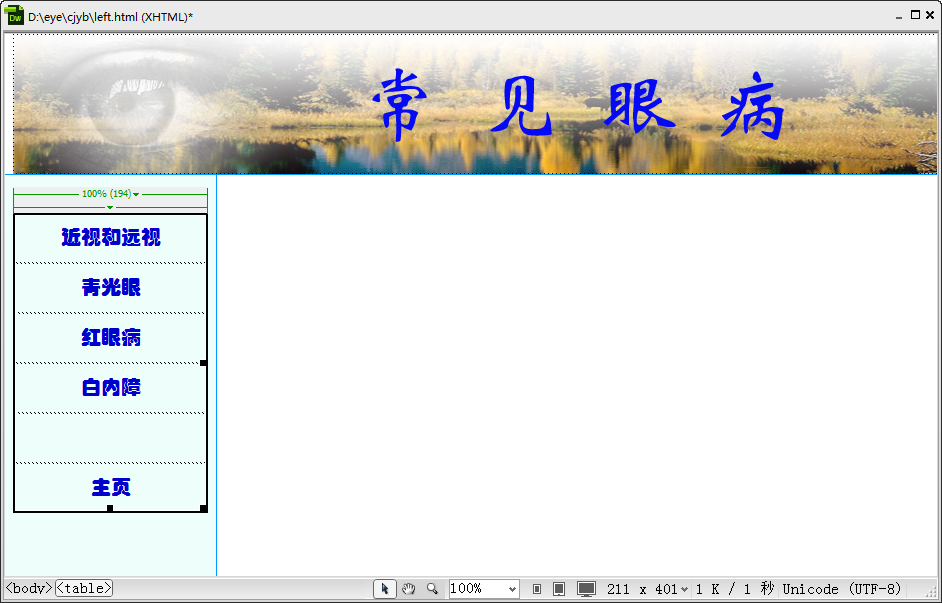 Dw D:\eye\cjyb\left.html (XHTML)*
常 见 眼 病
100% (194)
近视和远视
青光眼
红眼病
白内障
主页
<body> <table> 100% 211 x 401 1 K / 1 秒 Unicode (UTF-8)